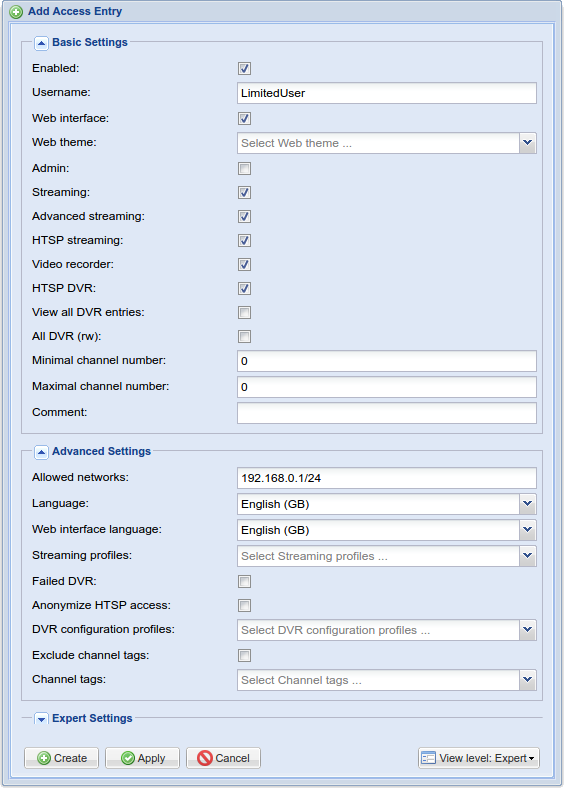 Add Access Entry
Basic Settings
Enabled:
Username: LimitedUser
Web interface:
Web theme: Select Web theme ...
Admin:
Streaming:
Advanced streaming:
HTSP streaming:
Video recorder:
HTSP DVR:
View all DVR entries:
All DVR (rw):
Minimal channel number: 0
Maximal channel number: 0
Comment:
Advanced Settings
Allowed networks: 192.168.0.1/24
Language: English (GB)
Web interface language: English (GB)
Streaming profiles: Select Streaming profiles ...
Failed DVR:
Anonymize HTSP access:
DVR configuration profiles: Select DVR configuration profiles ...
Exclude channel tags:
Channel tags: Select Channel tags ...
Expert Settings
Create Apply Cancel View level: Expert